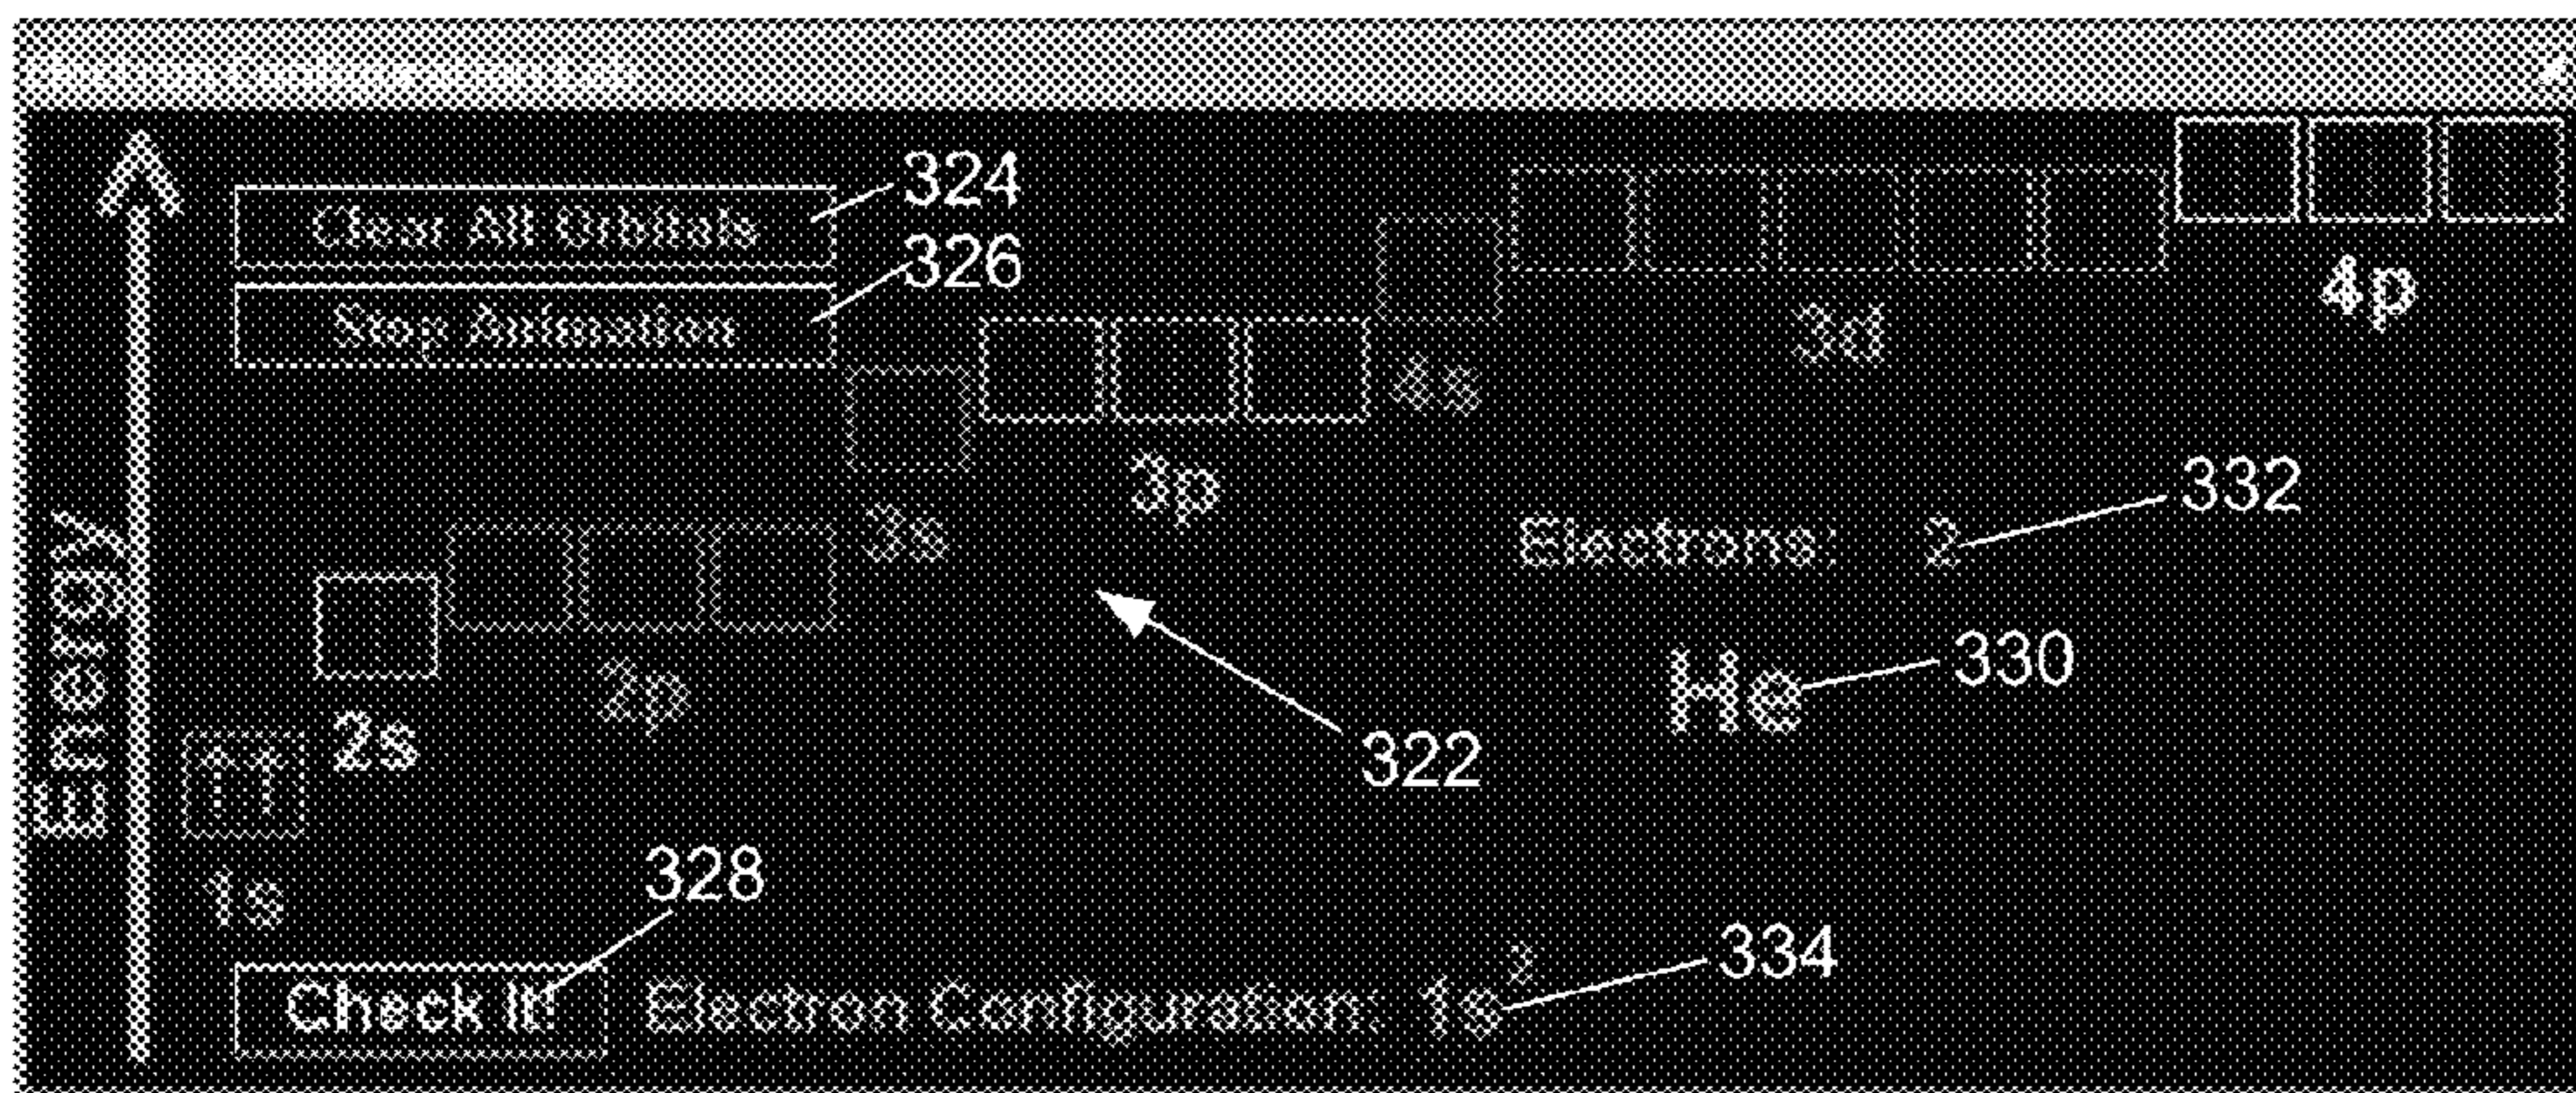 324
Clear All Orbitals
326
Stop Animation
4p
3d
4s
3p
332
3s
Electrons: 2
Energy
330
He
2p
322
2s
↑↑
328
1s
334
Check It!
Electron Configuration: 1s²